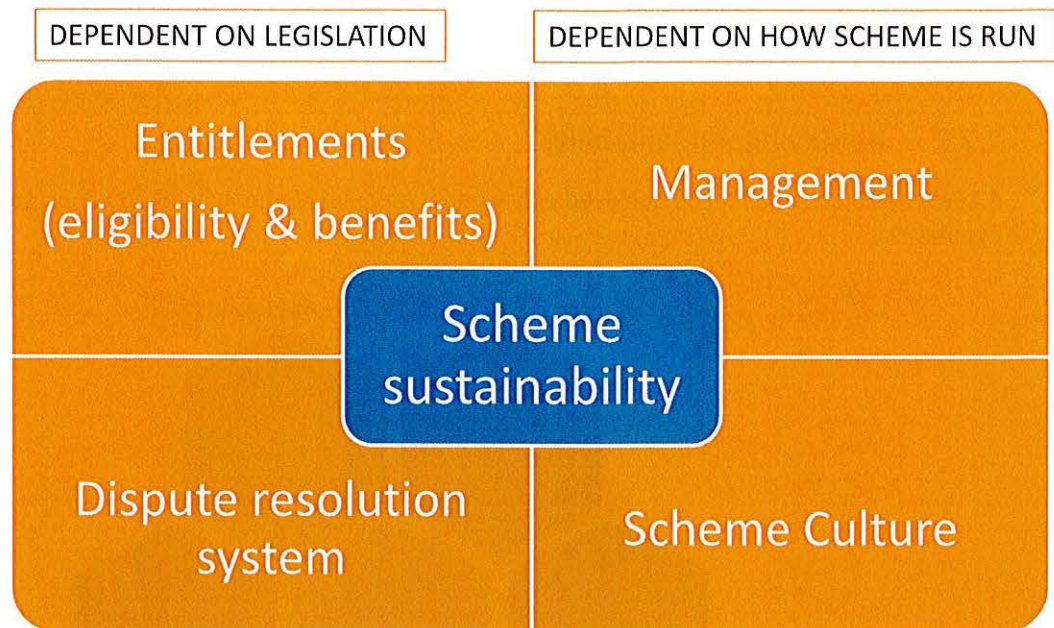 DEPENDENT ON LEGISLATION
DEPENDENT ON HOW SCHEME IS RUN
Entitlements
(eligibility & benefits)
Management
Scheme
sustainability
Dispute resolution
system
Scheme Culture